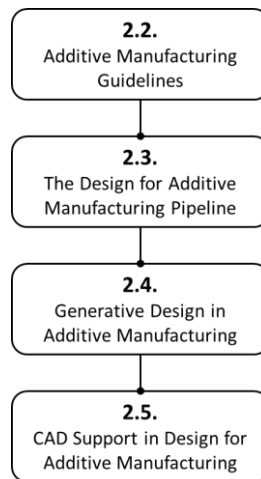 2.2.
Additive Manufacturing
Guidelines
2.3.
The Design for Additive
Manufacturing Pipeline
2.4.
Generative Design in
Additive Manufacturing
2.5.
CAD Support in Design for
Additive Manufacturing